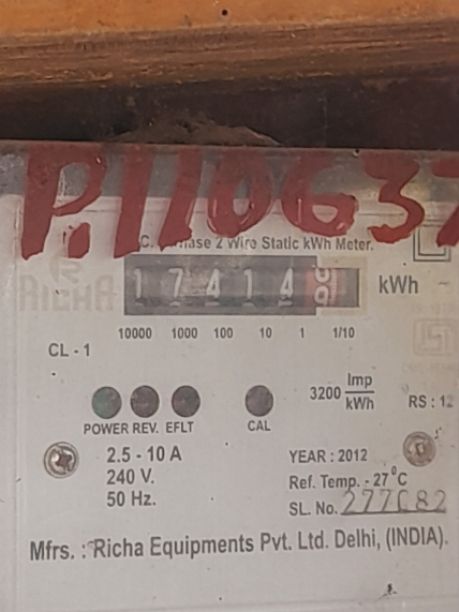 P.110637
2 Wire Static kWh Meter.
RICHA
17414 kWh
10000 1000 100 10 1 1/10
CL - 1
3200 Imp
kWh
RS : 12
POWER REV. EFLT CAL
2.5 - 10 A
240 V.
50 Hz.
YEAR : 2012
Ref. Temp. - 27°C
SL. No. 277082
Mfrs. : Richa Equipments Pvt. Ltd. Delhi, (INDIA).